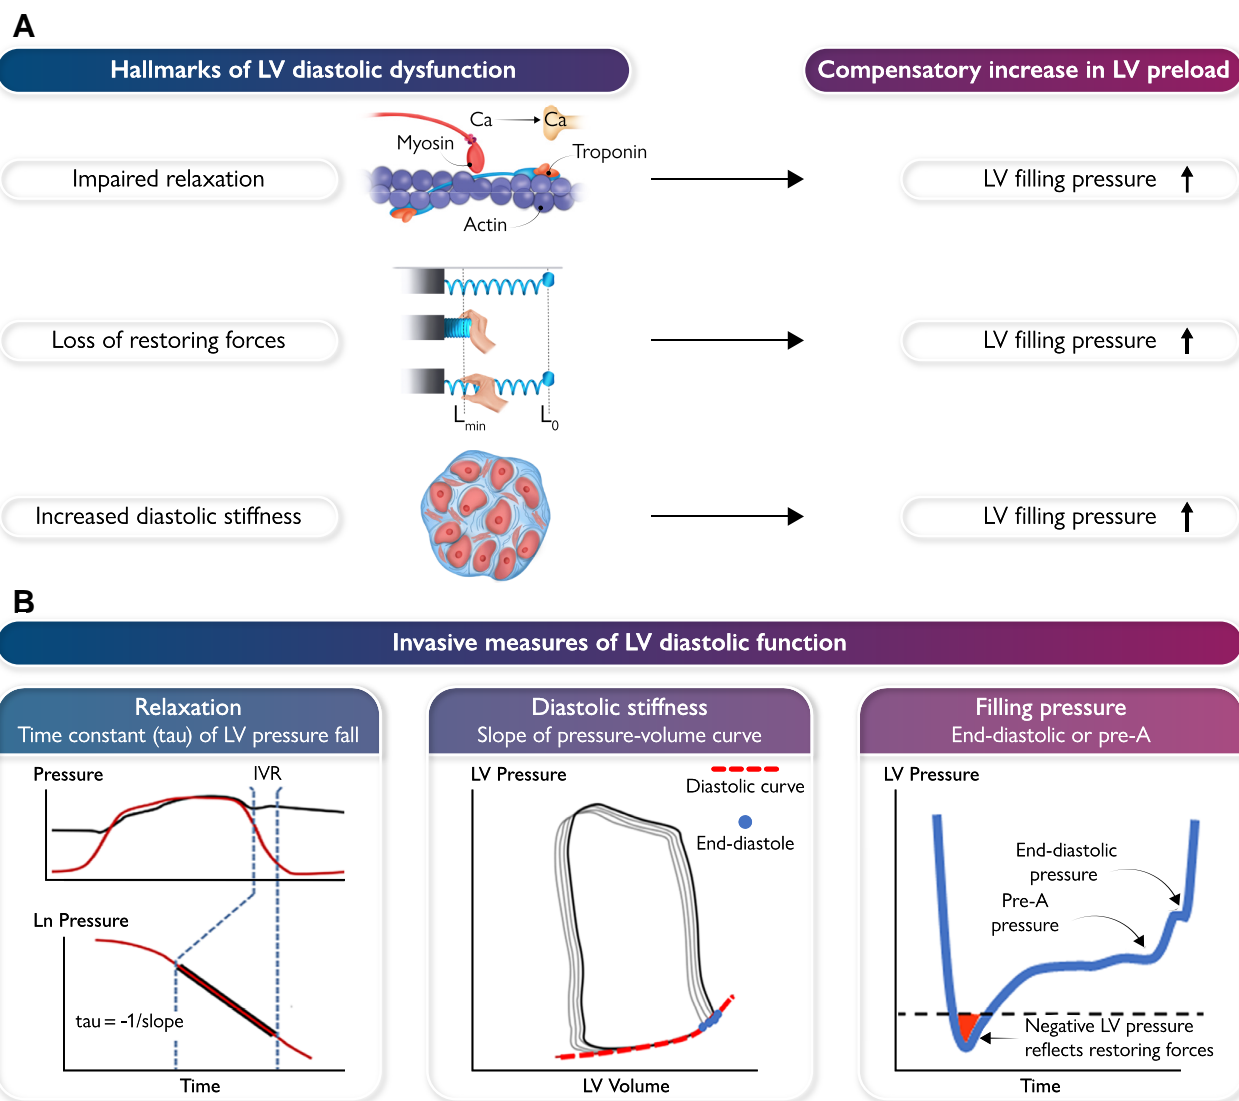 A
Hallmarks of LV diastolic dysfunction
Compensatory increase in LV preload
Impaired relaxation
Ca
Ca
Myosin
Troponin
Actin
LV filling pressure ↑
Loss of restoring forces
Lmin
L0
LV filling pressure ↑
Increased diastolic stiffness
LV filling pressure ↑
B
Invasive measures of LV diastolic function
Relaxation
Time constant (tau) of LV pressure fall
Pressure
IVR
Ln Pressure
tau = -1/slope
Time
Diastolic stiffness
Slope of pressure-volume curve
LV Pressure
Diastolic curve
End-diastole
LV Volume
Filling pressure
End-diastolic or pre-A
LV Pressure
End-diastolic
pressure
Pre-A
pressure
Negative LV pressure
reflects restoring forces
Time